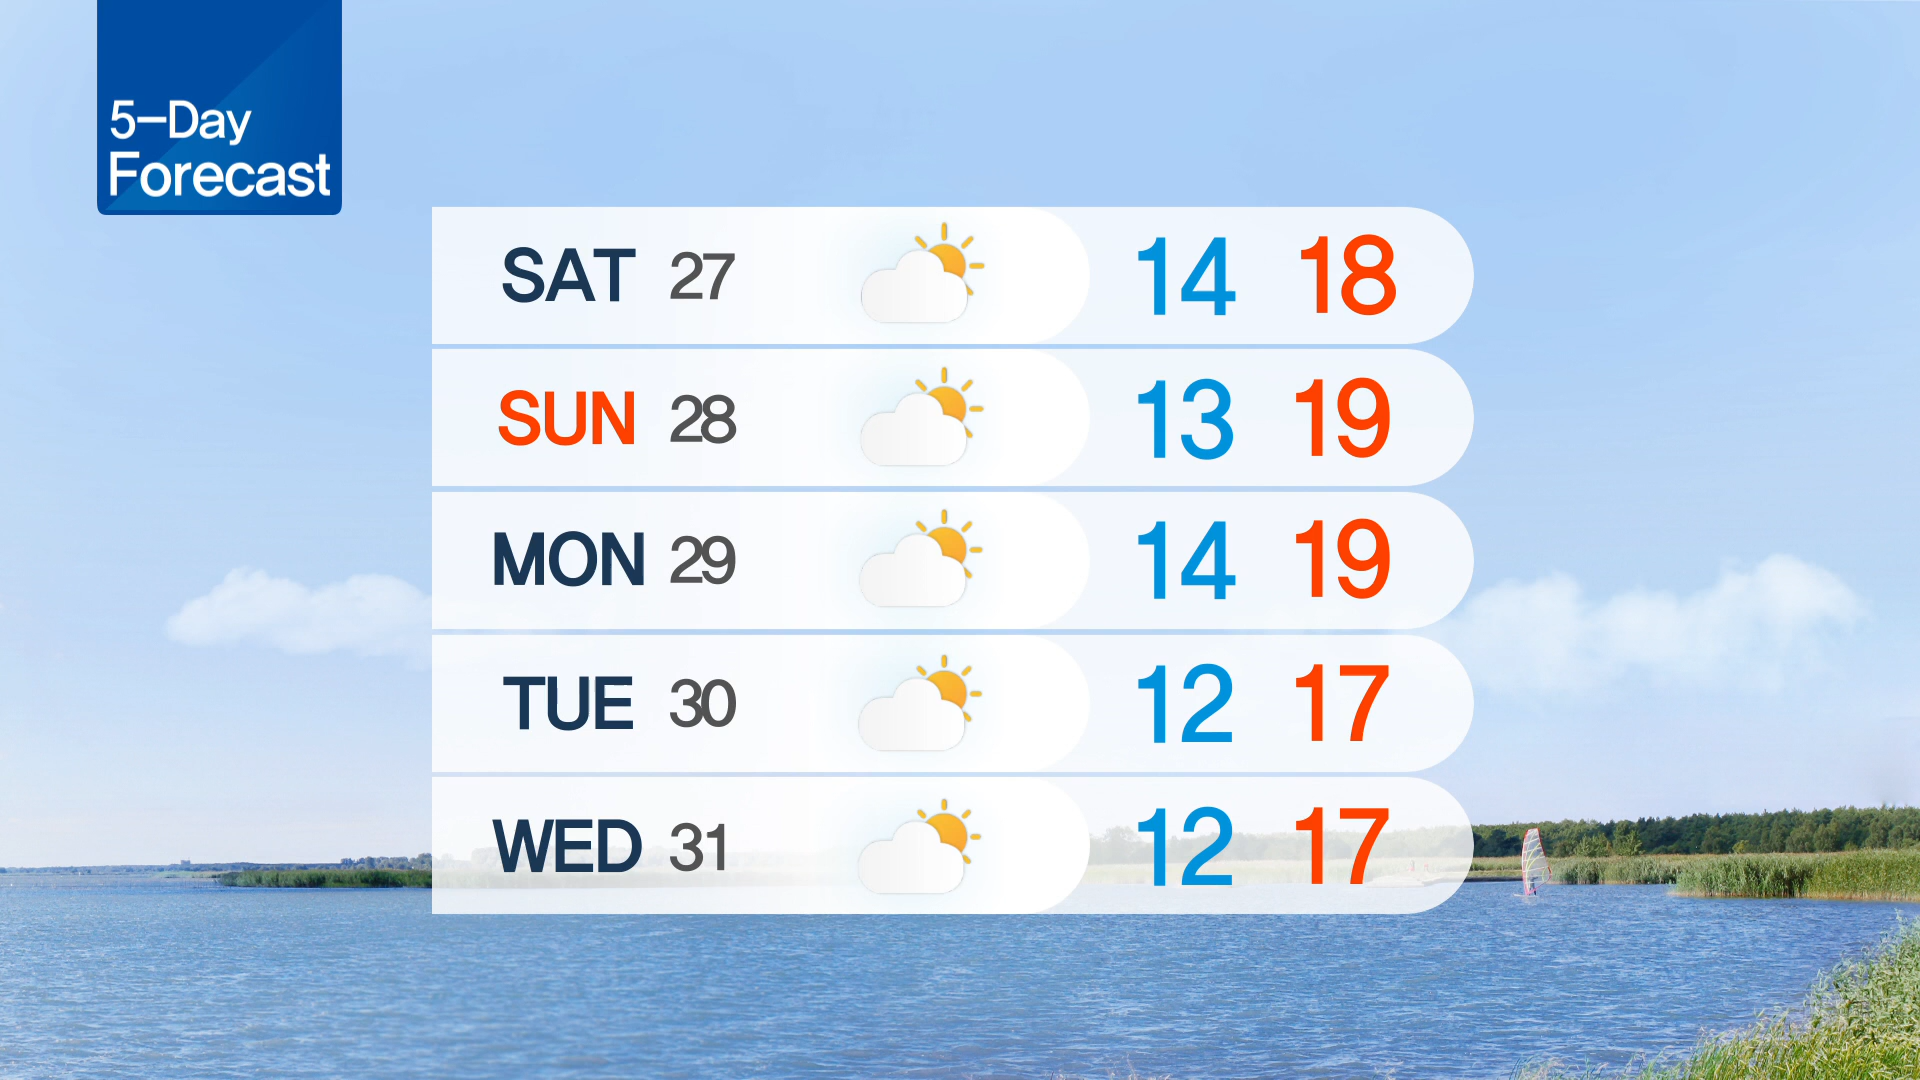 5-Day
Forecast
SAT 27 14 18
SUN 28 13 19
MON 29 14 19
TUE 30 12 17
WED 31 12 17